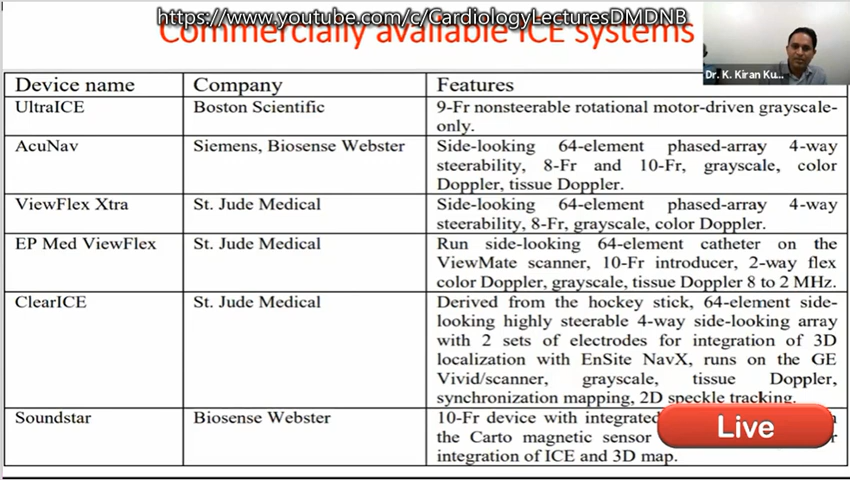 https://www.youtube.com/c/CardiologyLecturesDMDNB
Commercially available ICE systems
Dr. K. Kiran Ku...
Device name Company Features
UltraICE Boston Scientific 9-Fr nonsteerable rotational motor-driven grayscale-
only.
AcuNav Siemens, Biosense Webster Side-looking 64-element phased-array 4-way
steerability, 8-Fr and 10-Fr, grayscale, color
Doppler, tissue Doppler.
ViewFlex Xtra St. Jude Medical Side-looking 64-element phased-array 4-way
steerability, 8-Fr, grayscale, color Doppler.
EP Med ViewFlex St. Jude Medical Run side-looking 64-element catheter on the
ViewMate scanner, 10-Fr introducer, 2-way flex
color Doppler, grayscale, tissue Doppler 8 to 2 MHz.
ClearICE St. Jude Medical Derived from the hockey stick, 64-element side-
looking highly steerable 4-way side-looking array
with 2 sets of electrodes for integration of 3D
localization with EnSite NavX, runs on the GE
Vivid/scanner, grayscale, tissue Doppler,
synchronization mapping, 2D speckle tracking.
Soundstar Biosense Webster 10-Fr device with integrated
the Carto magnetic sensor
integration of ICE and 3D map.
Live